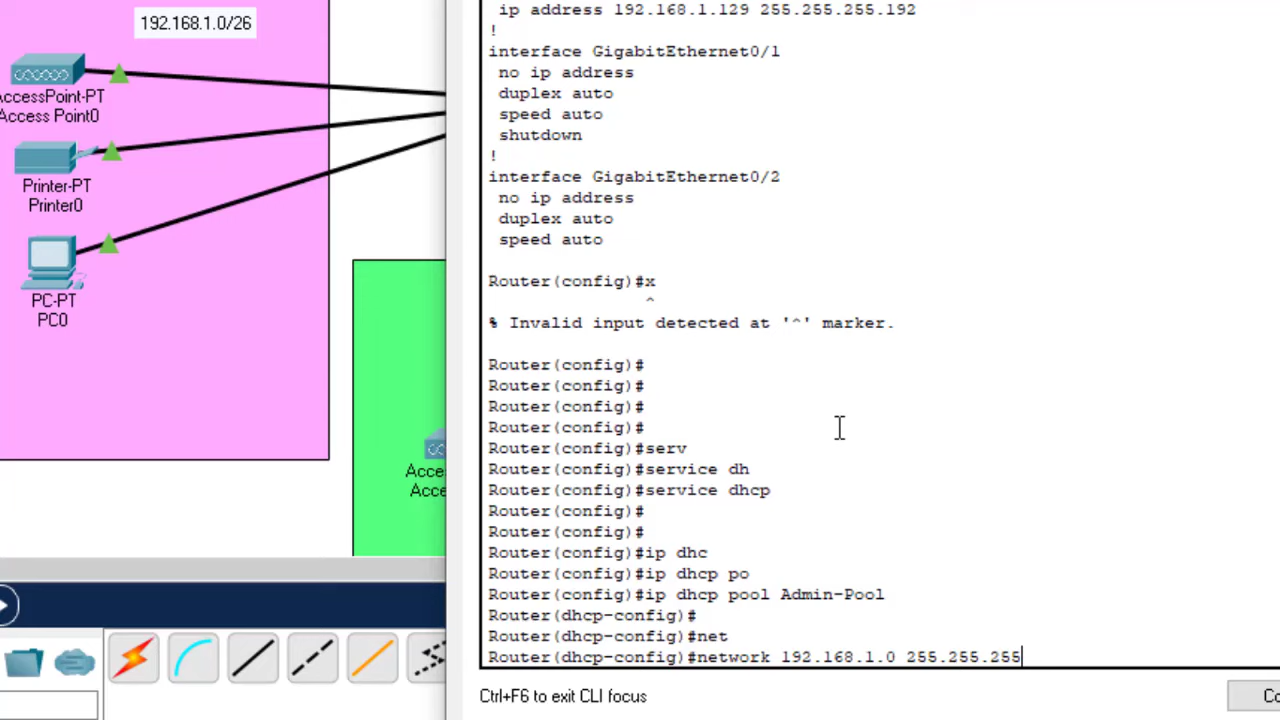 192.168.1.0/26
AccessPoint-PT
Access Point0
Printer-PT
Printer0
PC-PT
PC0
Acce
Acce
ip address 192.168.1.129 255.255.255.192
!
interface GigabitEthernet0/1
no ip address
duplex auto
speed auto
shutdown
!
interface GigabitEthernet0/2
no ip address
duplex auto
speed auto
Router(config)#x
^
% Invalid input detected at '^' marker.
Router(config)#
Router(config)#
Router(config)#
Router(config)#
Router(config)#serv
Router(config)#service dh
Router(config)#service dhcp
Router(config)#
Router(config)#
Router(config)#ip dhc
Router(config)#ip dhcp po
Router(config)#ip dhcp pool Admin-Pool
Router(dhcp-config)#
Router(dhcp-config)#net
Router(dhcp-config)#network 192.168.1.0 255.255.255
Ctrl+F6 to exit CLI focus
Co